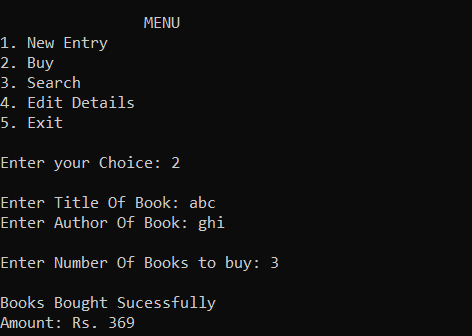 MENU
1. New Entry
2. Buy
3. Search
4. Edit Details
5. Exit
Enter your Choice: 2
Enter Title Of Book: abc
Enter Author Of Book: ghi
Enter Number Of Books to buy: 3
Books Bought Sucessfully
Amount: Rs. 369